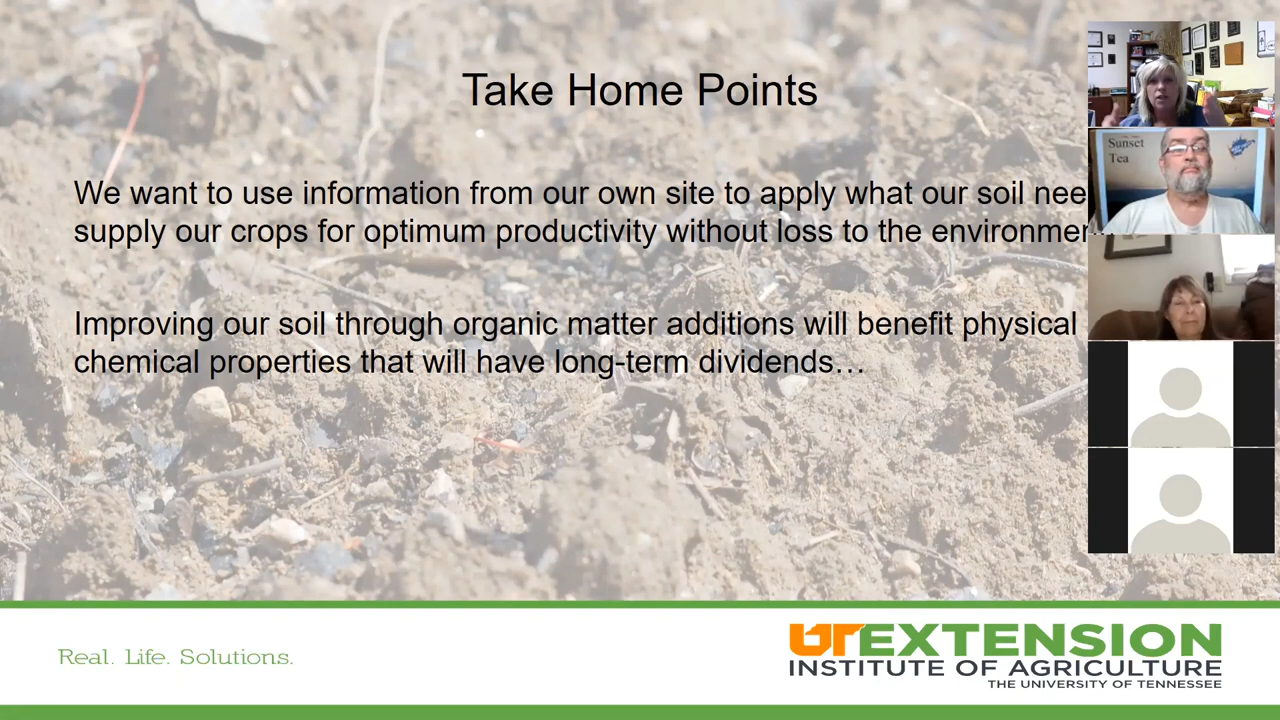 Take Home Points
We want to use information from our own site to apply what our soil nee
supply our crops for optimum productivity without loss to the environmen
Improving our soil through organic matter additions will benefit physical
chemical properties that will have long-term dividends…
Sunset
Tea
Real. Life. Solutions.
UTEXTENSION
INSTITUTE OF AGRICULTURE
THE UNIVERSITY OF TENNESSEE